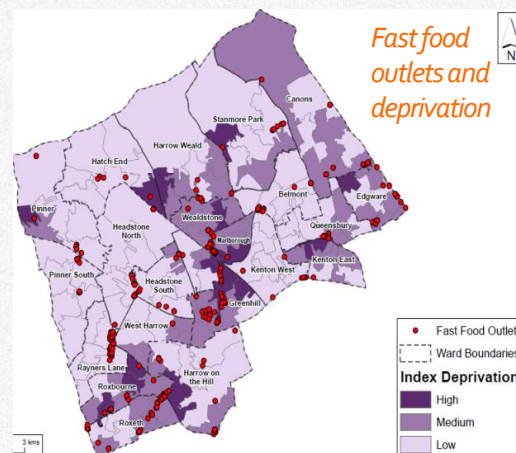 Fast food
outlets and
deprivation
N
Canons
Stanmore Park
Harrow Weald
Hatch End
Belmont
Edgware
Pinner
Wealdstone
Headstone
North
Queensbury
Marlborough
Kenton East
Pinner South
Headstone
South
Kenton West
Greenhill
West Harrow
Rayners Lane
Harrow on
the Hill
Roxbourne
Roxeth
3 kms
Fast Food Outlet
Ward Boundaries
Index Deprivation
High
Medium
Low